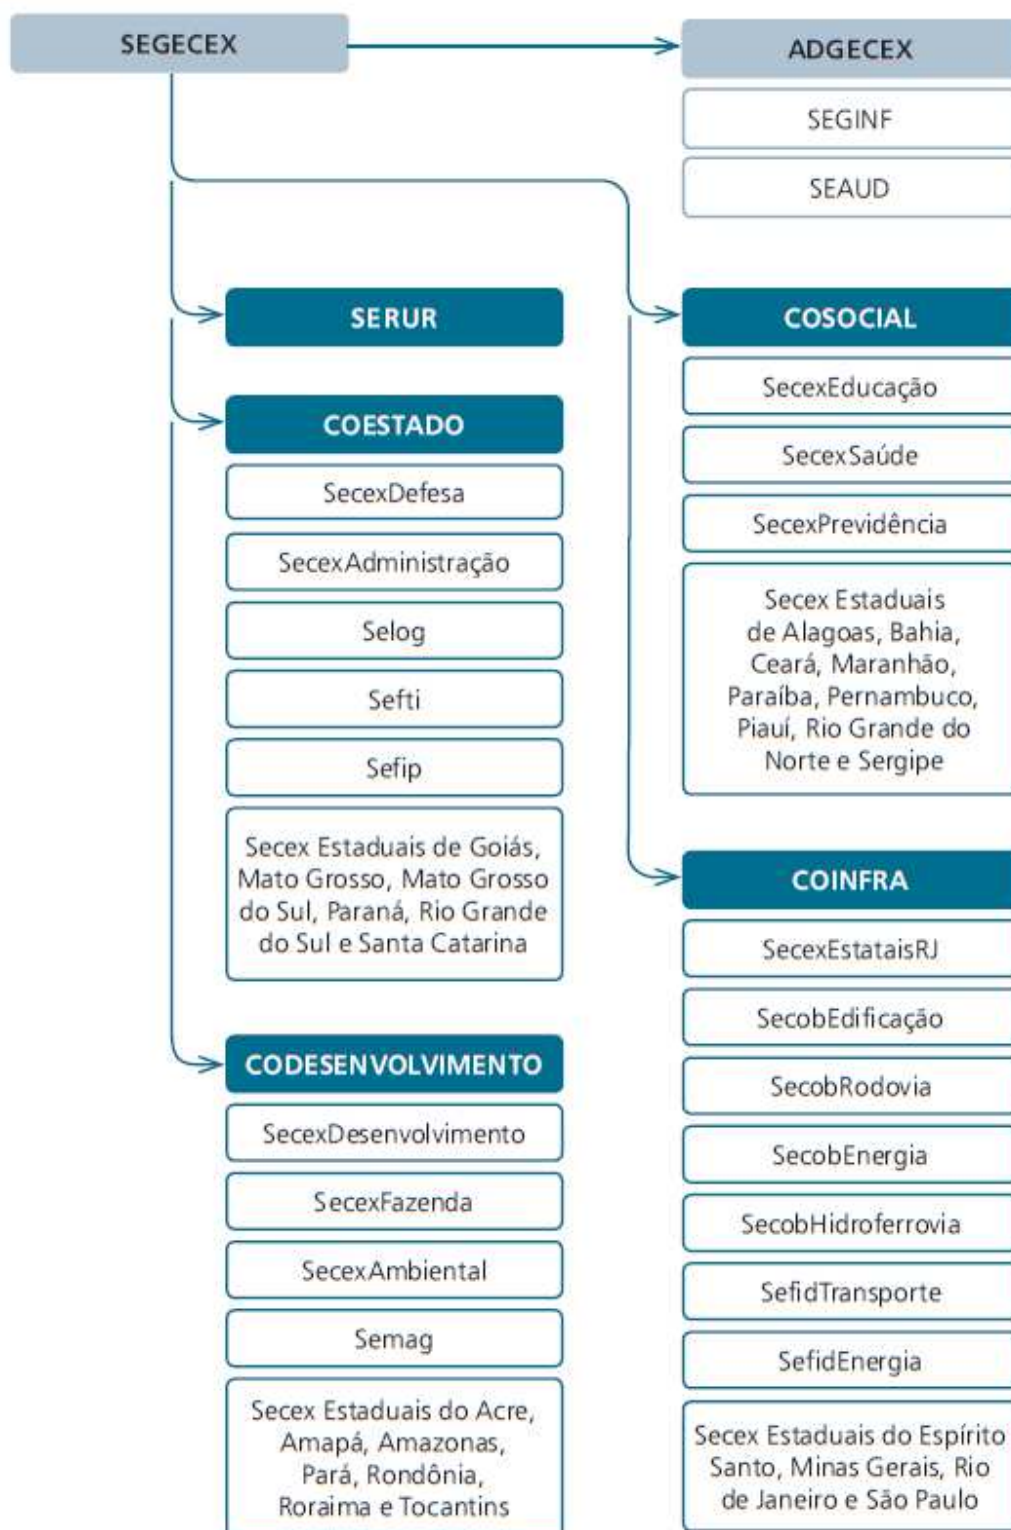 SEGECEX
ADGECEX
SEGINF
SEAUD
SERUR
COESTADO
SecexDefesa
SecexAdministração
Selog
Sefti
Sefip
Secex Estaduais de Goiás,
Mato Grosso, Mato Grosso
do Sul, Paraná, Rio Grande
do Sul e Santa Catarina
CODESENVOLVIMENTO
SecexDesenvolvimento
SecexFazenda
SecexAmbiental
Semag
Secex Estaduais do Acre,
Amapá, Amazonas,
Pará, Rondônia,
Roraima e Tocantins
COSOCIAL
SecexEducação
SecexSaúde
SecexPrevidência
Secex Estaduais
de Alagoas, Bahia,
Ceará, Maranhão,
Paraíba, Pernambuco,
Piauí, Rio Grande do
Norte e Sergipe
COINFRA
SecexEstataisRJ
SecobEdificação
SecobRodovia
SecobEnergia
SecobHidroferrovia
SefidTransporte
SefidEnergia
Secex Estaduais do Espírito
Santo, Minas Gerais, Rio
de Janeiro e São Paulo